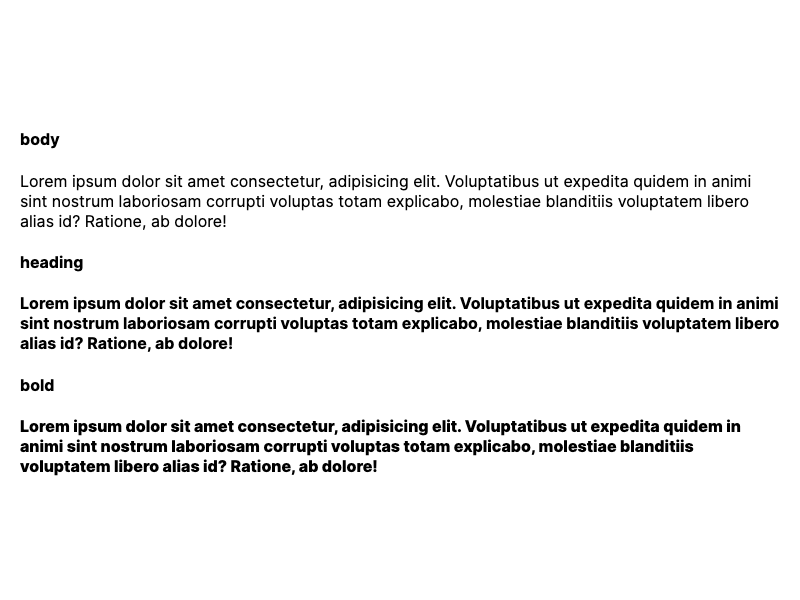 body
Lorem ipsum dolor sit amet consectetur, adipisicing elit. Voluptatibus ut expedita quidem in animi
sint nostrum laboriosam corrupti voluptas totam explicabo, molestiae blanditiis voluptatem libero
alias id? Ratione, ab dolore!
heading
Lorem ipsum dolor sit amet consectetur, adipisicing elit. Voluptatibus ut expedita quidem in animi
sint nostrum laboriosam corrupti voluptas totam explicabo, molestiae blanditiis voluptatem libero
alias id? Ratione, ab dolore!
bold
Lorem ipsum dolor sit amet consectetur, adipisicing elit. Voluptatibus ut expedita quidem in
animi sint nostrum laboriosam corrupti voluptas totam explicabo, molestiae blanditiis
voluptatem libero alias id? Ratione, ab dolore!